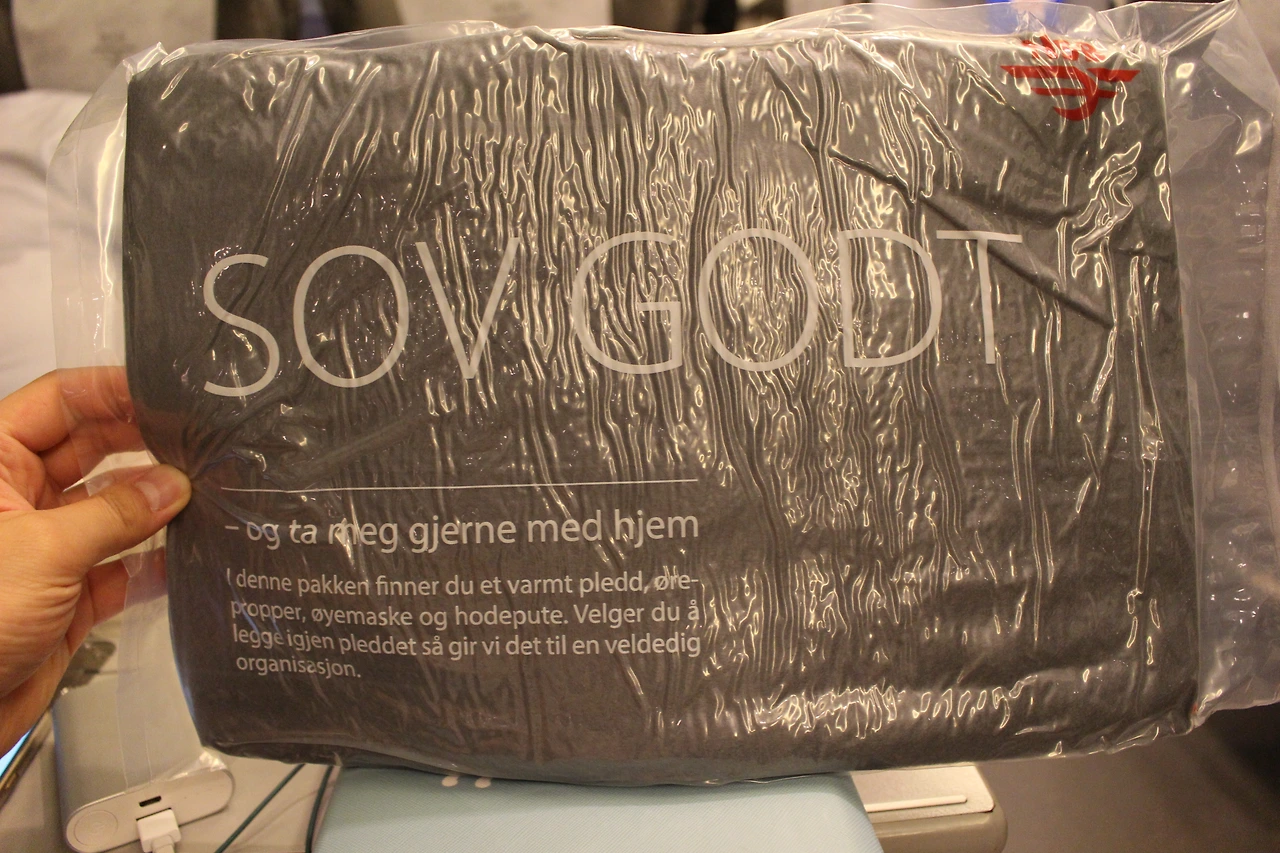 NSB
SOV GODT
– og ta meg gjerne med hjem
I denne pakken finner du et varmt pledd, øre-
propper, øyemaske og hodepute. Velger du å
legge igjen pleddet så gir vi det til en veldedig
organisasjon.